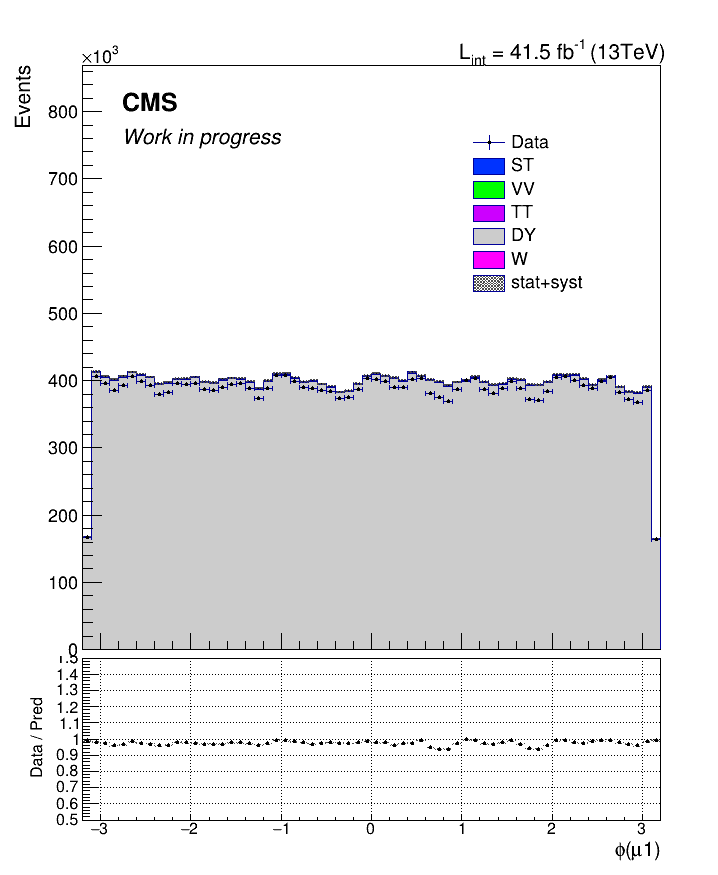 ×10³
L_int = 41.5 fb⁻¹ (13TeV)
Events
CMS
Work in progress
Data
ST
VV
TT
DY
W
stat+syst
800
700
600
500
400
300
200
100
0
Data / Pred
1.5
1.4
1.3
1.2
1.1
1
0.9
0.8
0.7
0.6
0.5
−3 −2 −1 0 1 2 3
ϕ(μ1)